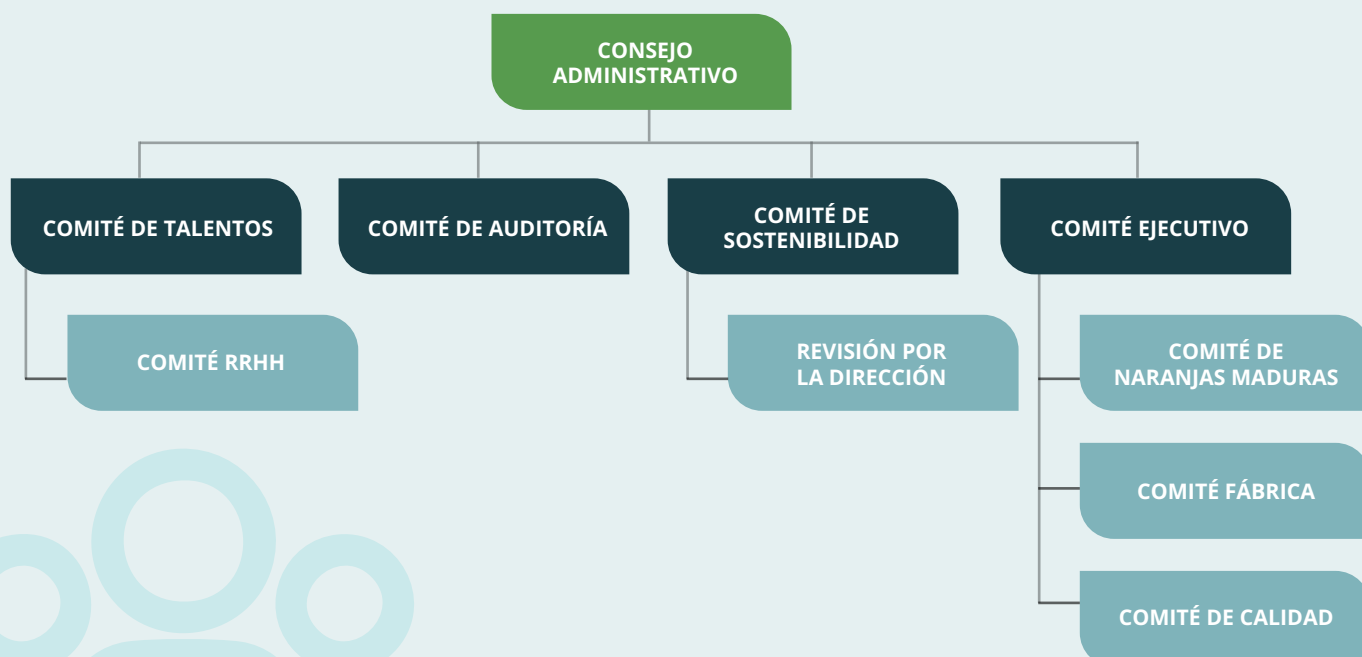 CONSEJO
ADMINISTRATIVO
COMITÉ DE TALENTOS
COMITÉ DE AUDITORÍA
COMITÉ DE
SOSTENIBILIDAD
COMITÉ EJECUTIVO
COMITÉ RRHH
REVISIÓN POR
LA DIRECCIÓN
COMITÉ DE
NARANJAS MADURAS
COMITÉ FÁBRICA
COMITÉ DE CALIDAD